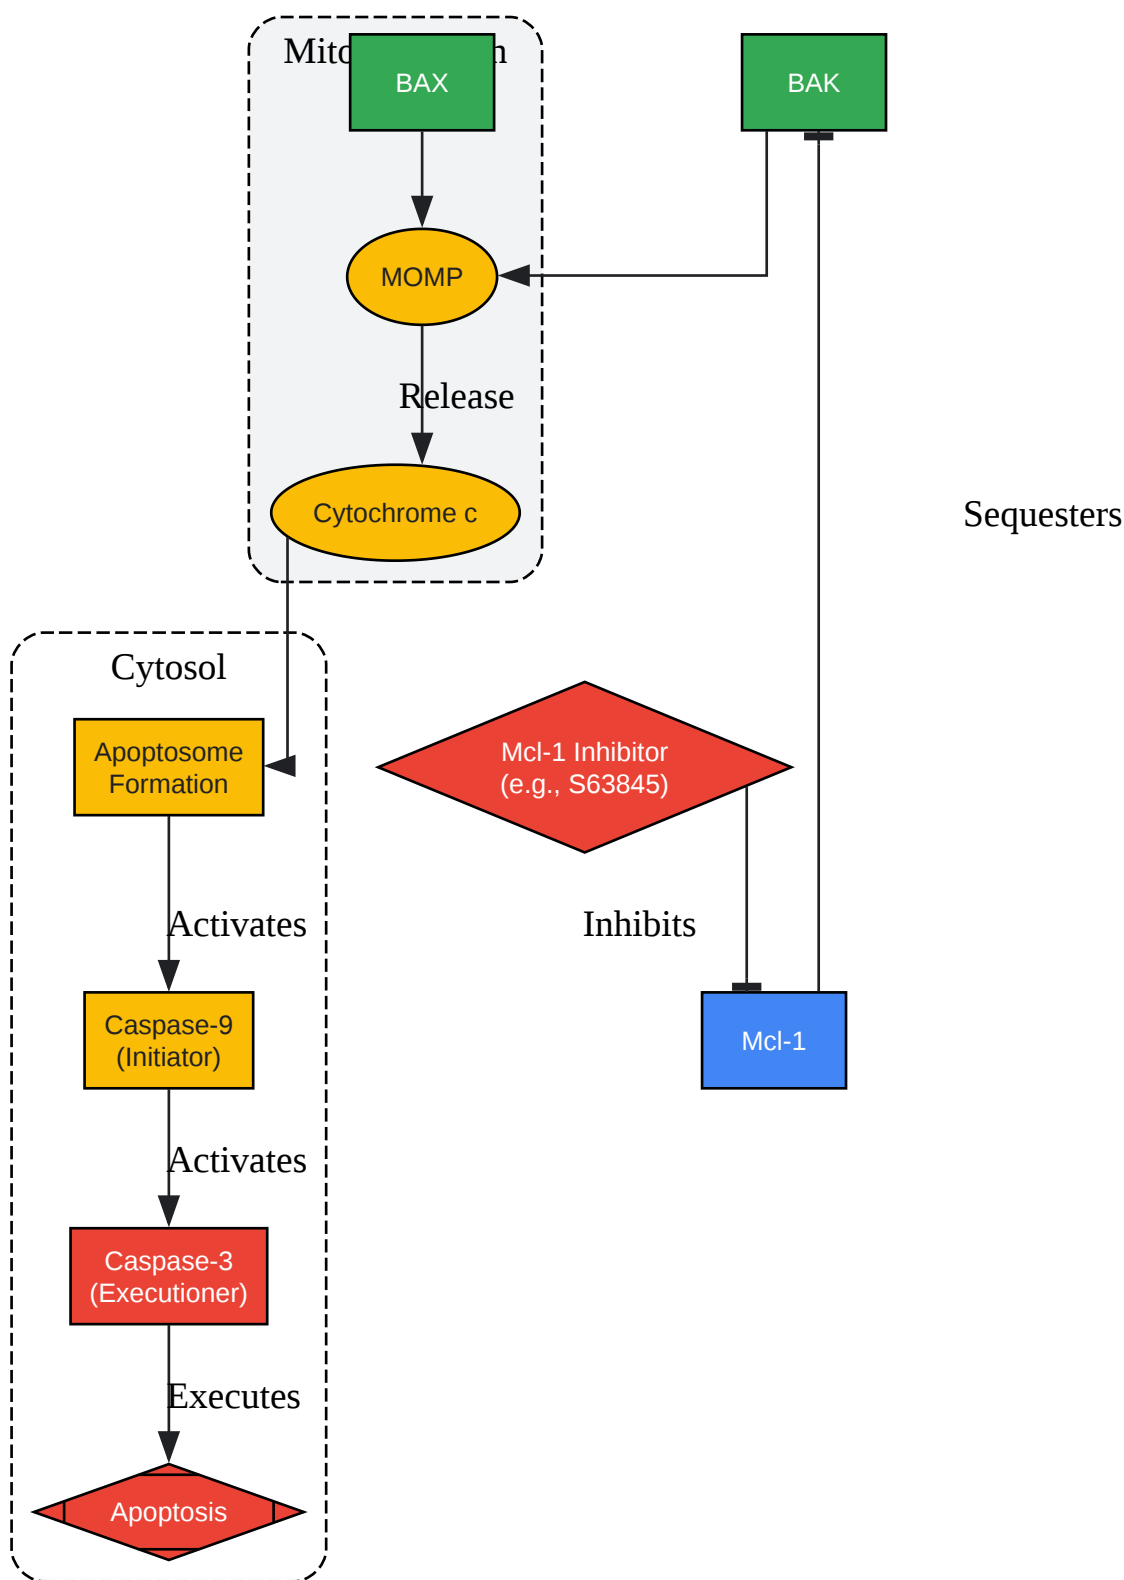 BAX
BAK
MOMP
Release
Cytochrome c
Sequesters
Cytosol
Apoptosome
Formation
Mcl-1 Inhibitor
(e.g., S63845)
Activates
Inhibits
Caspase-9
(Initiator)
Mcl-1
Activates
Caspase-3
(Executioner)
Executes
Apoptosis